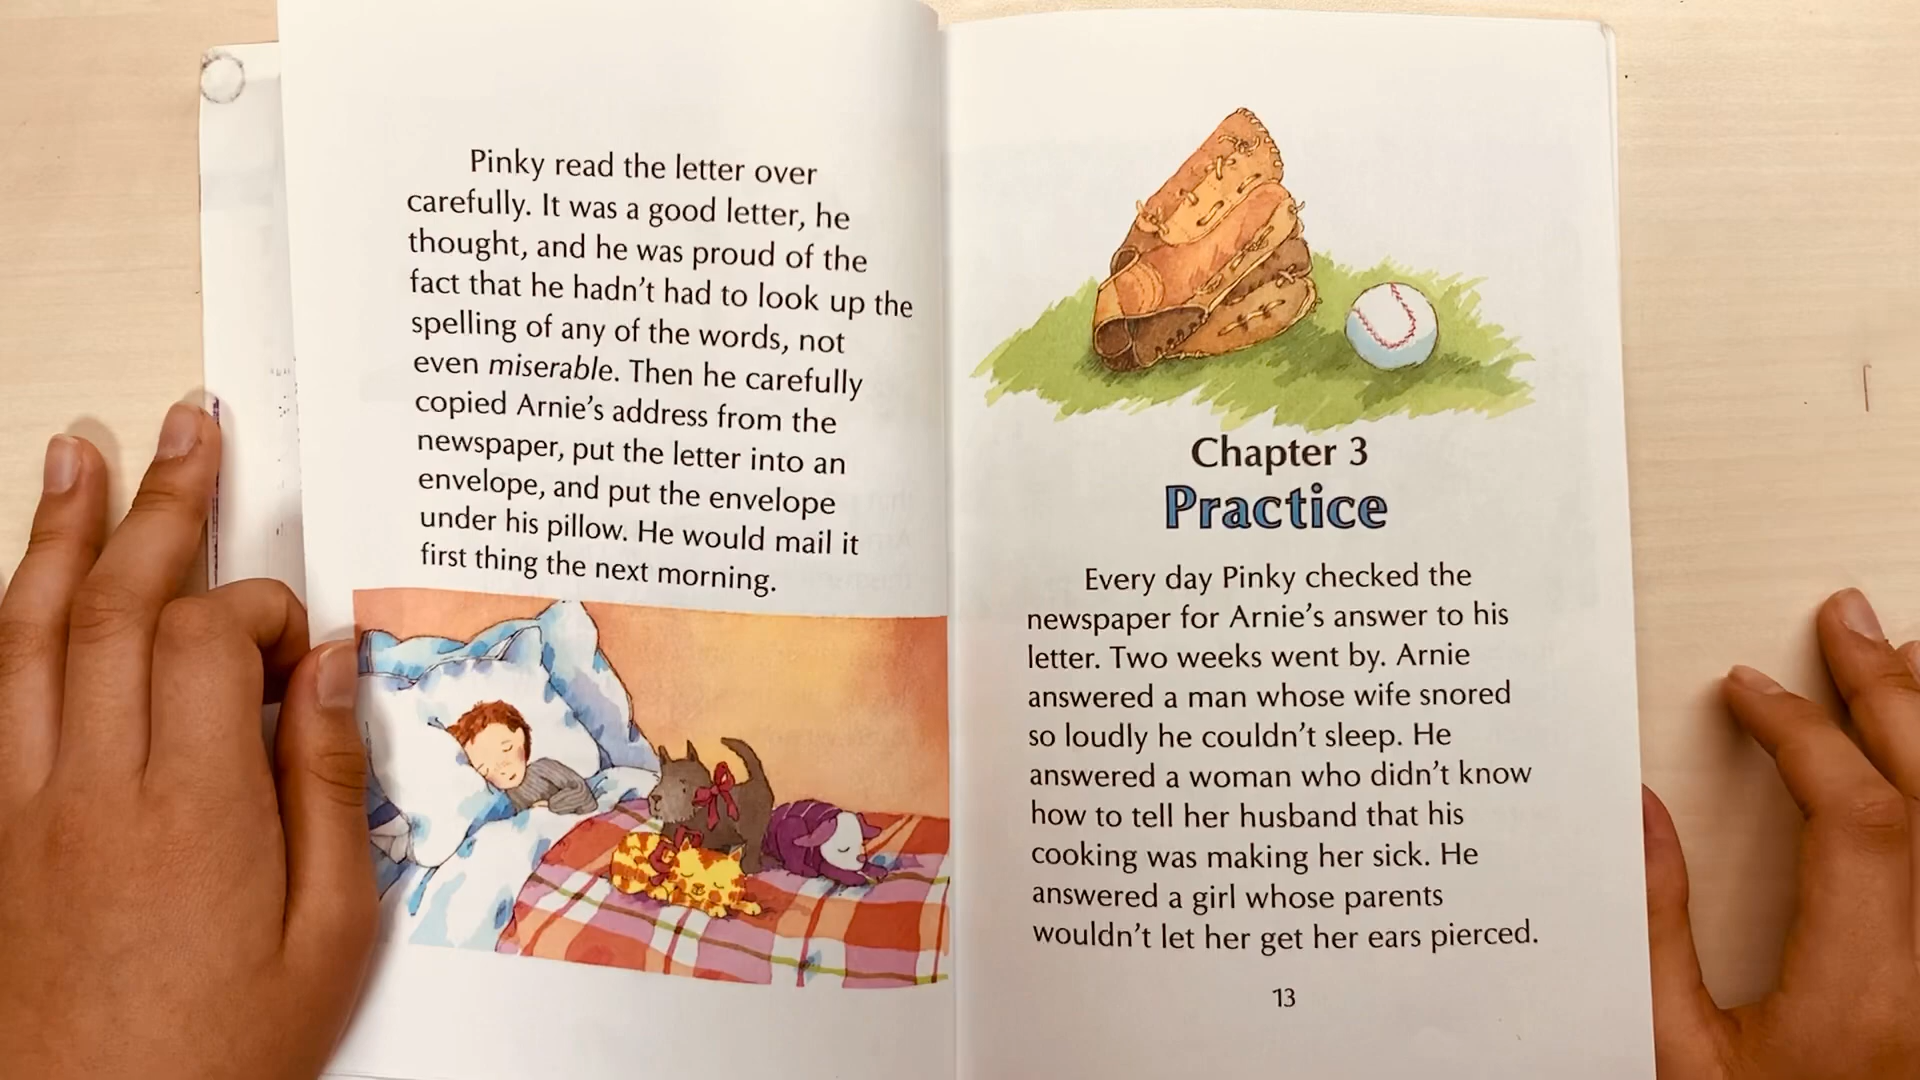 Pinky read the letter over
carefully. It was a good letter, he
thought, and he was proud of the
fact that he hadn't had to look up the
spelling of any of the words, not
even miserable. Then he carefully
copied Arnie's address from the
newspaper, put the letter into an
envelope, and put the envelope
under his pillow. He would mail it
first thing the next morning.
Chapter 3
Practice
Every day Pinky checked the
newspaper for Arnie's answer to his
letter. Two weeks went by. Arnie
answered a man whose wife snored
so loudly he couldn't sleep. He
answered a woman who didn't know
how to tell her husband that his
cooking was making her sick. He
answered a girl whose parents
wouldn't let her get her ears pierced.
13